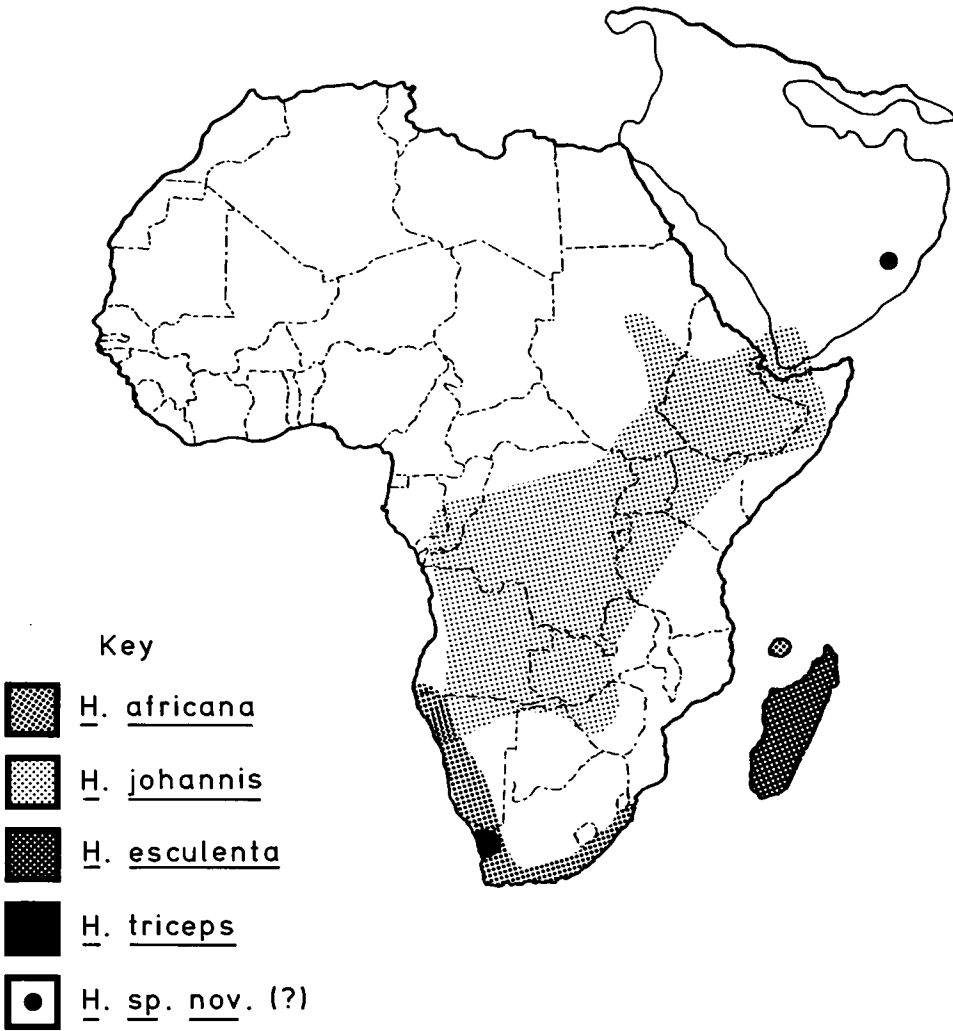 Key
H. africana
H. johannis
H. esculenta
H. triceps
H. sp. nov. (?)